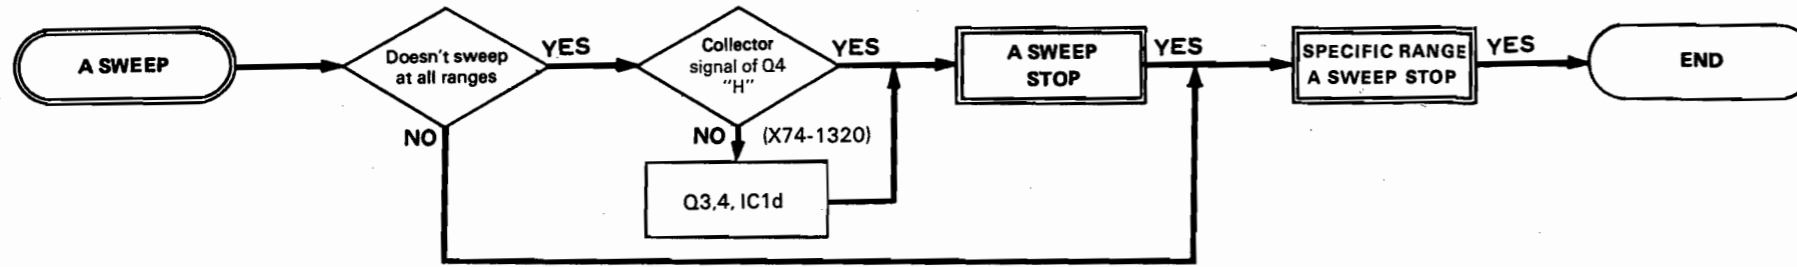 A SWEEP
Doesn't sweep
at all ranges
YES
NO
Collector
signal of Q4
"H"
YES
NO
(X74-1320)
Q3,4, IC1d
A SWEEP
STOP
YES
SPECIFIC RANGE
A SWEEP STOP
YES
END